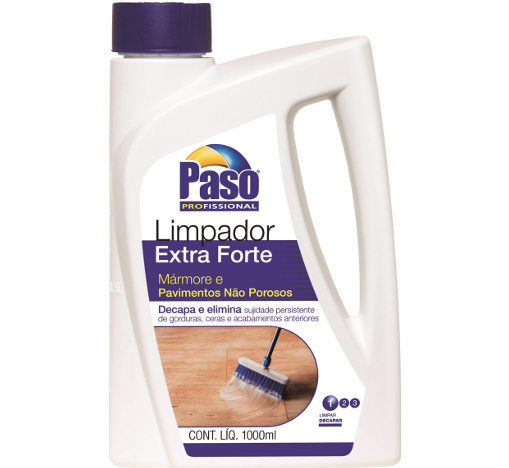 Paso®
PROFISSIONAL
Limpador
Extra Forte
Mármore e
Pavimentos Não Porosos
Decapa e elimina sujidade persistente
de gorduras, ceras e acabamentos anteriores
1 2 3
LIMPAR
DECAPAR
CONT. LÍQ. 1000ml